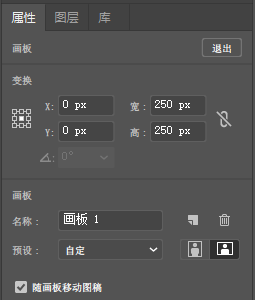 属性 图层 库
画板 退出
变换
X: 0 px 宽: 250 px
Y: 0 px 高: 250 px
⊿: 0°
画板
名称: 画板 1
预设: 自定
随画板移动图稿